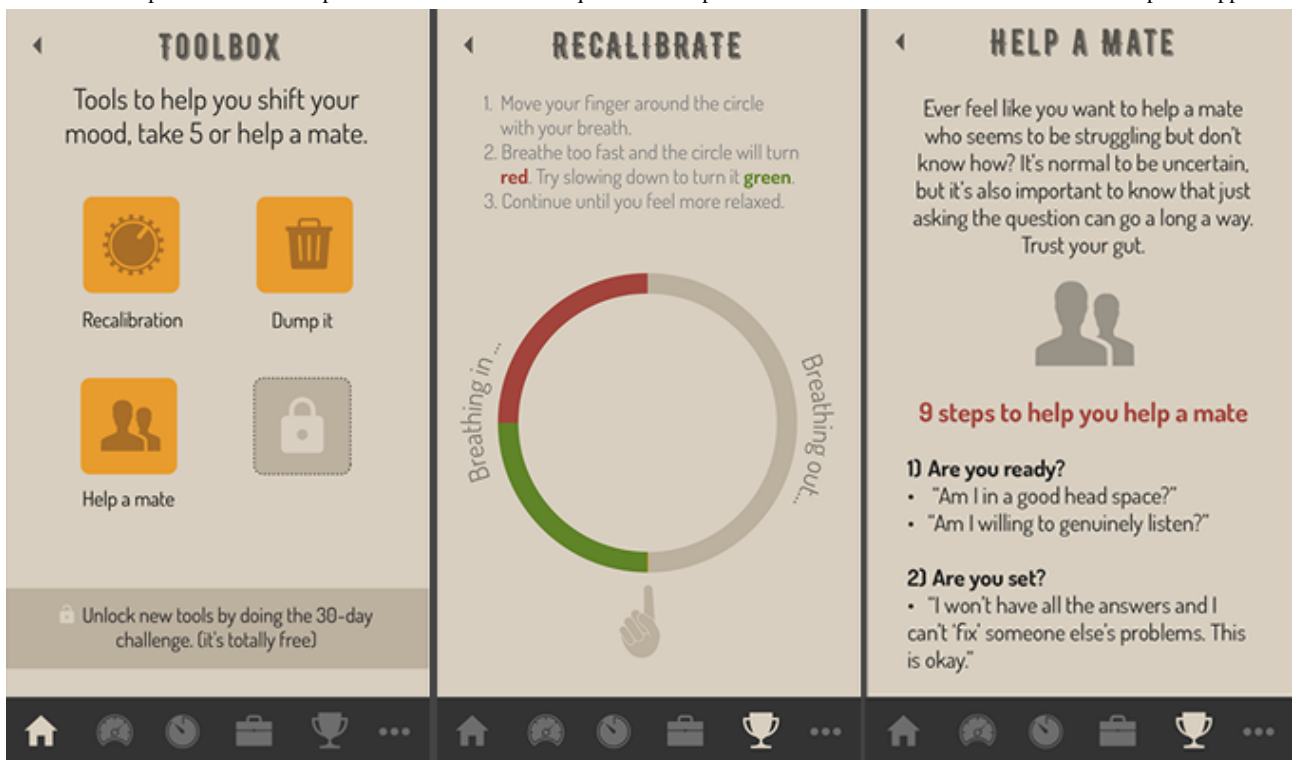 TOOLBOX
Tools to help you shift your
mood, take 5 or help a mate.
Recalibration
Dump it
Help a mate
Unlock new tools by doing the 30-day
challenge. (it's totally free)
RECALIBRATE
1. Move your finger around the circle
with your breath.
2. Breathe too fast and the circle will turn
red. Try slowing down to turn it green.
3. Continue until you feel more relaxed.
Breathing in...
Breathing out...
HELP A MATE
Ever feel like you want to help a mate
who seems to be struggling but don't
know how? It's normal to be uncertain,
but it's also important to know that just
asking the question can go a long a way.
Trust your gut.
9 steps to help you help a mate
1) Are you ready?
• "Am I in a good head space?"
• "Am I willing to genuinely listen?"
2) Are you set?
• "I won't have all the answers and I
can't 'fix' someone else's problems. This
is okay."